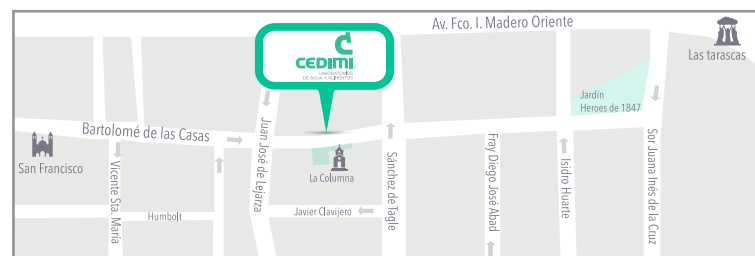 Av. Fco. I. Madero Oriente
Las tarascas
CEDIMI
LABORATORIOS
DE AGUA Y ALIMENTOS
Jardín
Heroes de 1847
Bartolomé de las Casas
San Francisco
Vicente Sta. María
Humbolt
Juan José de Lejarza
La Columna
Javier Clavijero
Sánchez de Tagle
Fray Diego José Abad
Isidro Huarte
Sor Juana Inés de la Cruz